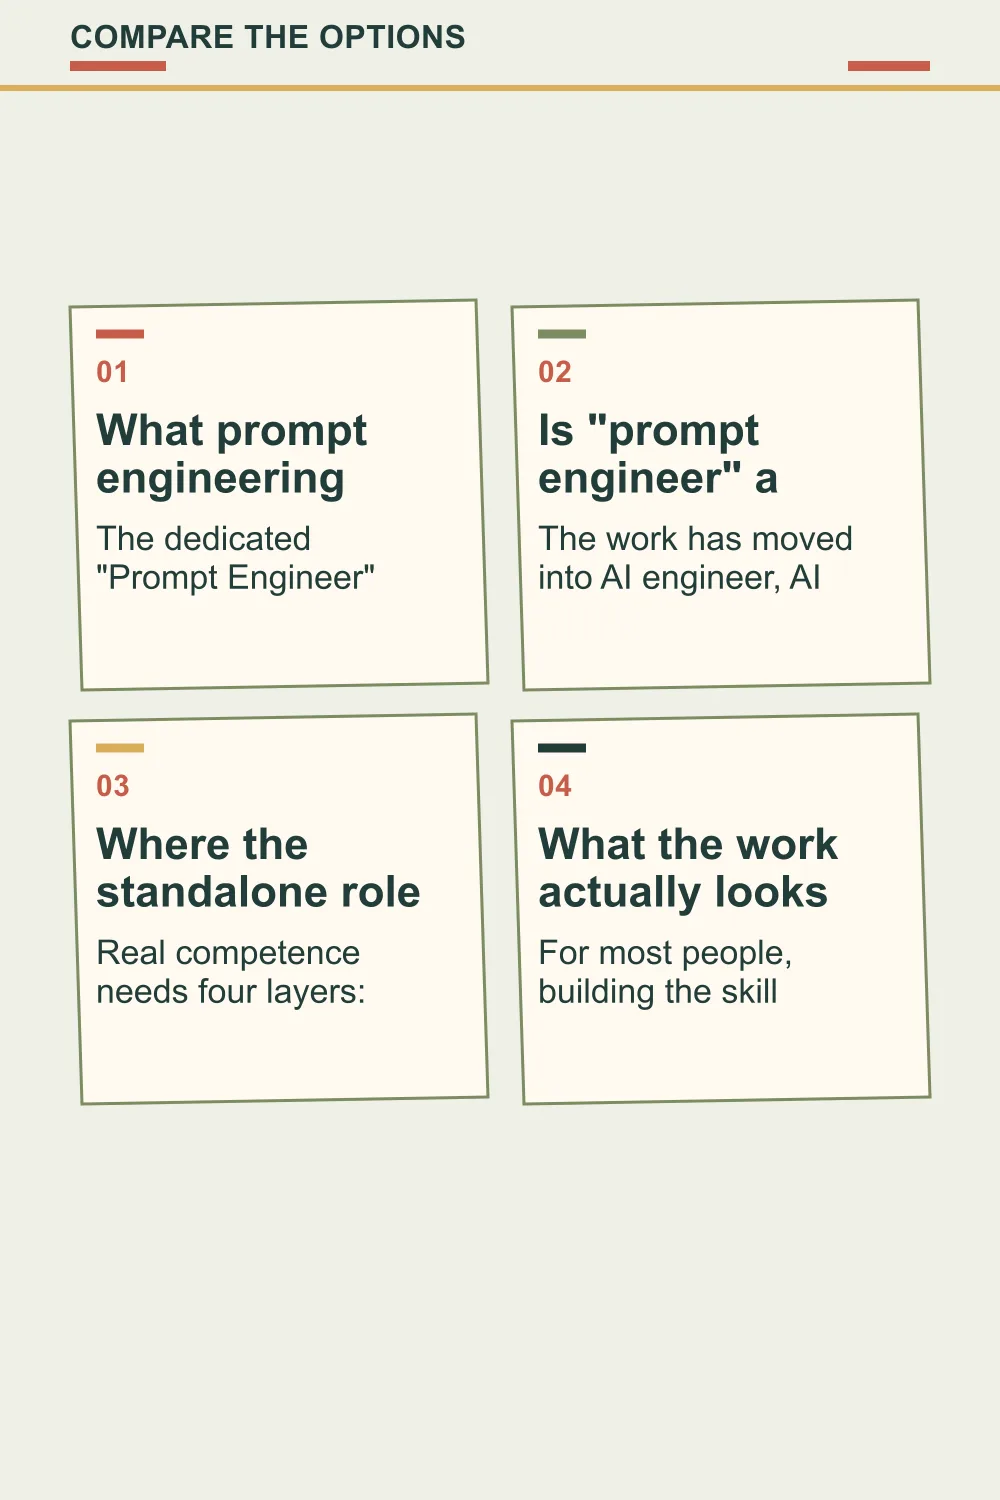 COMPARE THE OPTIONS
01
What prompt
engineering
The dedicated
"Prompt Engineer"
02
Is "prompt
engineer" a
The work has moved
into AI engineer, AI
03
Where the
standalone role
Real competence
needs four layers:
04
What the work
actually looks
For most people,
building the skill